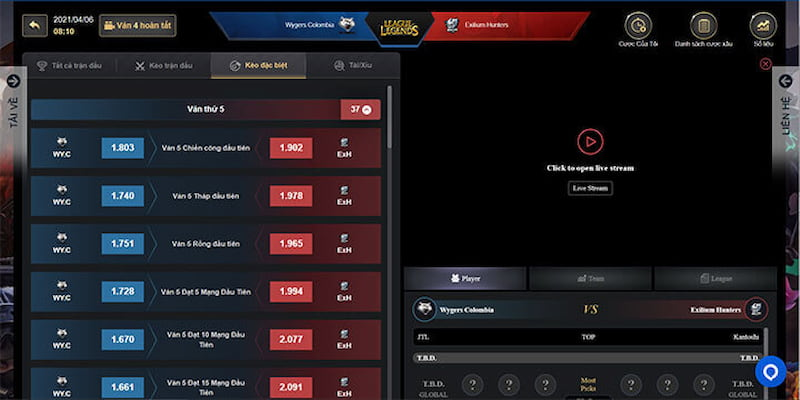 2021/04/06
08:10
Ván 4 hoàn tất
Wygers Colombia
LEAGUE OF
LEGENDS
Exilium Hunters
Cược Của Tôi
Danh sách cược xâu
Số liệu
Tất cả trận đấu
Kèo trận đấu
Kèo đặc biệt
Tài/Xỉu
TẢI VỀ
LIÊN HỆ
Ván thứ 5
37
WY.C
1.803
Ván 5 Chiến công đầu tiên
1.902
ExH
WY.C
1.740
Ván 5 Tháp đầu tiên
1.978
ExH
WY.C
1.751
Ván 5 Rồng đầu tiên
1.965
ExH
WY.C
1.728
Ván 5 Đạt 5 Mạng Đầu Tiên
1.994
ExH
WY.C
1.670
Ván 5 Đạt 10 Mạng Đầu
Tiên
2.077
ExH
WY.C
1.661
Ván 5 Đạt 15 Mạng Đầu
Tiên
2.091
ExH
Click to open live stream
Live Stream
Player
Team
League
Wygers Colombia
VS
Exilium Hunters
JTL
TOP
Kantoshi
T.B.D.
T.B.D.
T.B.D.
GLOBAL
? ? ?
Most
Picks
? ? ?
T.B.D.
GLOBAL